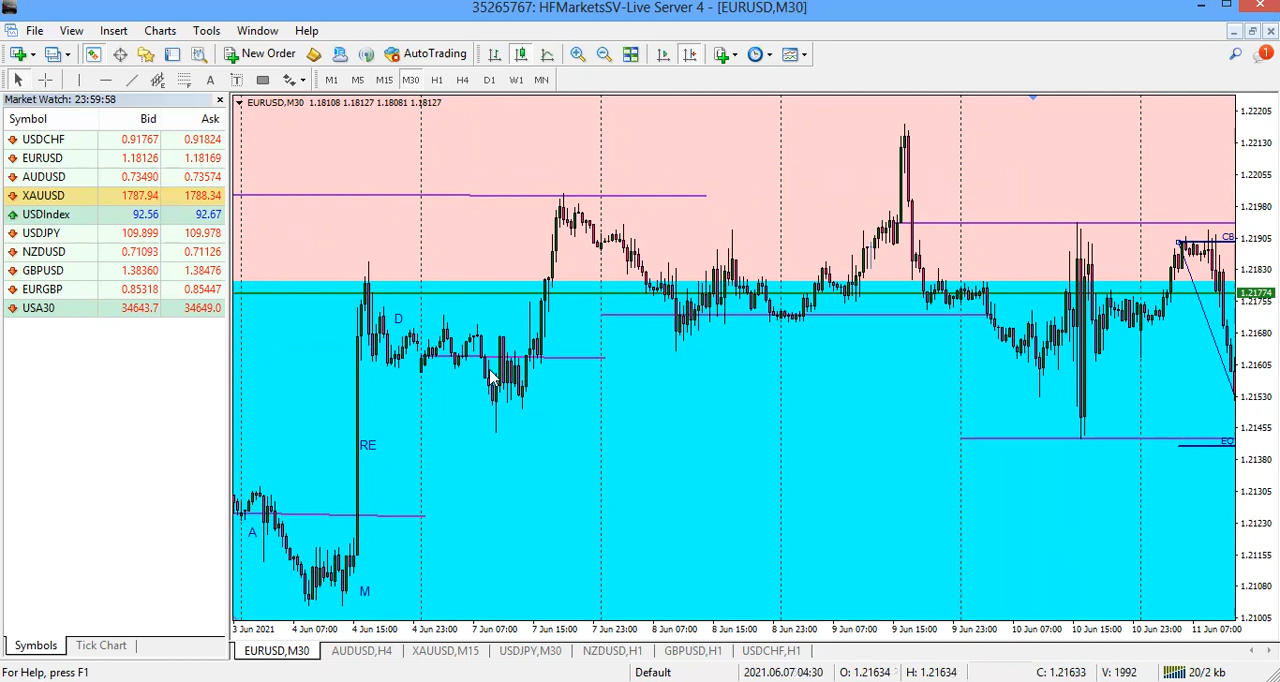 35265767: HFMarketsSV-Live Server 4 - [EURUSD,M30]
File View Insert Charts Tools Window Help
New Order AutoTrading 1
A T M1 M5 M15 M30 H1 H4 D1 W1 MN
Market Watch: 23:59:58
Symbol Bid Ask
USDCHF 0.91767 0.91824
EURUSD 1.18126 1.18169
AUDUSD 0.73490 0.73574
XAUUSD 1787.94 1788.34
USDIndex 92.56 92.67
USDJPY 109.899 109.978
NZDUSD 0.71093 0.71126
GBPUSD 1.38360 1.38476
EURGBP 0.85318 0.85447
USA30 34643.7 34649.0
Symbols Tick Chart
EURUSD,M30 1.18108 1.18127 1.18081 1.18127
CB
D
RE
EQ
A
M
1.22205
1.22130
1.22055
1.21980
1.21905
1.21830
1.21774
1.21755
1.21680
1.21605
1.21530
1.21455
1.21380
1.21305
1.21230
1.21155
1.21080
1.21005
3 Jun 2021 4 Jun 07:00 4 Jun 15:00 4 Jun 23:00 7 Jun 07:00 7 Jun 15:00 7 Jun 23:00 8 Jun 07:00 8 Jun 15:00 8 Jun 23:00 9 Jun 07:00 9 Jun 15:00 9 Jun 23:00 10 Jun 07:00 10 Jun 15:00 10 Jun 23:00 11 Jun 07:00
EURUSD,M30 AUDUSD,H4 XAUUSD,M15 USDJPY,M30 NZDUSD,H1 GBPUSD,H1 USDCHF,H1
For Help, press F1 Default 2021.06.07 04:30 O: 1.21634 H: 1.21634 C: 1.21633 V: 1992 20/2 kb